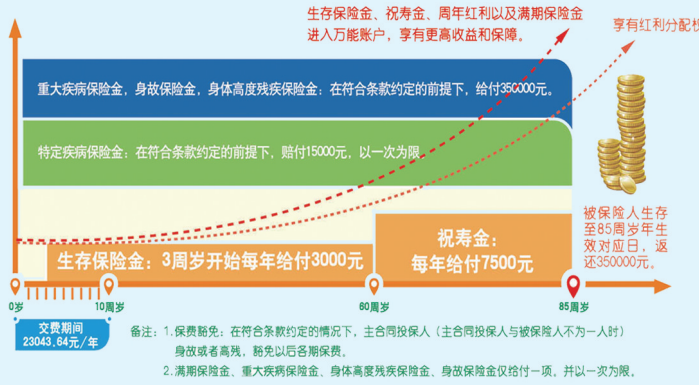 生存保险金、祝寿金、周年红利以及满期保险金
进入万能账户，享有更高收益和保障。
享有红利分配
重大疾病保险金，身故保险金，身体高度残疾保险金：在符合条款约定的前提下，给付350000元。
特定疾病保险金：在符合条款约定的前提下，赔付15000元，以一次为限。
被保险人生存
至85周岁年生
效对应日，返
还350000元。
生存保险金：3周岁开始每年给付3000元
祝寿金：
每年给付7500元
0岁
10周岁
60周岁
85周岁
交费期间
23043.64元/年
备注：1.保费豁免：在符合条款约定的情况下，主合同投保人（主合同投保人与被保险人不为一人时）
身故或者高残，豁免以后各期保费。
2.满期保险金、重大疾病保险金、身体高度残疾保险金、身故保险金仅给付一项，并以一次为限。